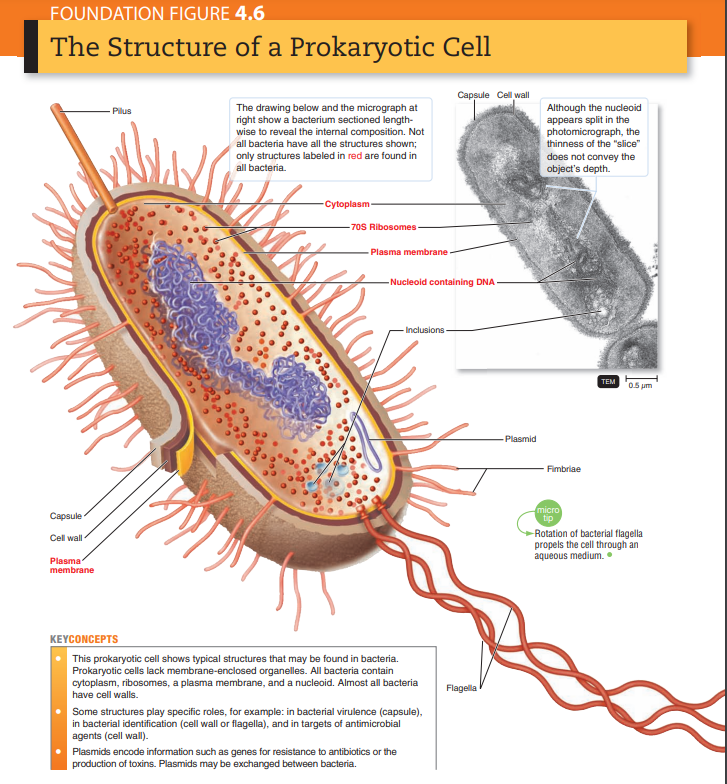 FOUNDATION FIGURE 4.6
The Structure of a Prokaryotic Cell
Pilus
The drawing below and the micrograph at
right show a bacterium sectioned length-
wise to reveal the internal composition. Not
all bacteria have all the structures shown;
only structures labeled in red are found in
all bacteria.
Capsule Cell wall
Although the nucleoid
appears split in the
photomicrograph, the
thinness of the “slice”
does not convey the
object’s depth.
Cytoplasm
70S Ribosomes
Plasma membrane
Nucleoid containing DNA
Inclusions
TEM
0.5 μm
Plasmid
Fimbriae
micro
tip
Rotation of bacterial flagella
propels the cell through an
aqueous medium.
Capsule
Cell wall
Plasma
membrane
Flagella
KEYCONCEPTS
This prokaryotic cell shows typical structures that may be found in bacteria.
Prokaryotic cells lack membrane-enclosed organelles. All bacteria contain
cytoplasm, ribosomes, a plasma membrane, and a nucleoid. Almost all bacteria
have cell walls.
Some structures play specific roles, for example: in bacterial virulence (capsule),
in bacterial identification (cell wall or flagella), and in targets of antimicrobial
agents (cell wall).
Plasmids encode information such as genes for resistance to antibiotics or the
production of toxins. Plasmids may be exchanged between bacteria.